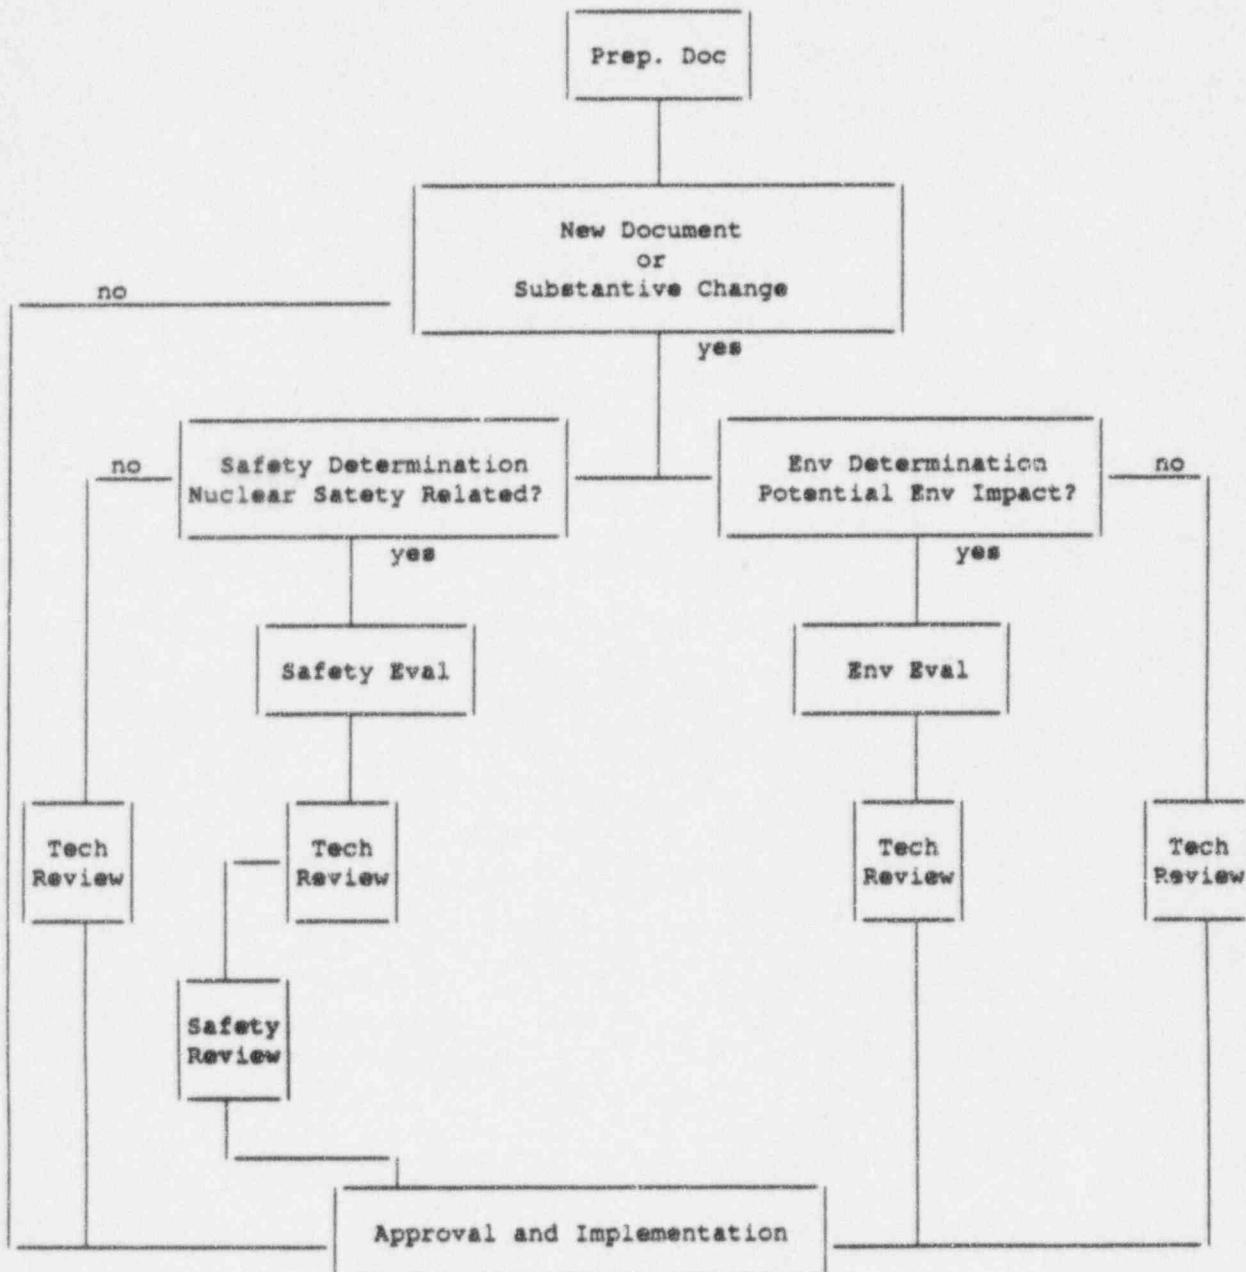 Prep. Doc
New Document
or
Substantive Change
no
yes
Safety Determination
Nuclear Satety Related?
no
yes
Env Determination
Potential Env Impact?
no
yes
Safety Eval
Env Eval
Tech
Review
Tech
Review
Tech
Review
Tech
Review
Safety
Review
Approval and Implementation